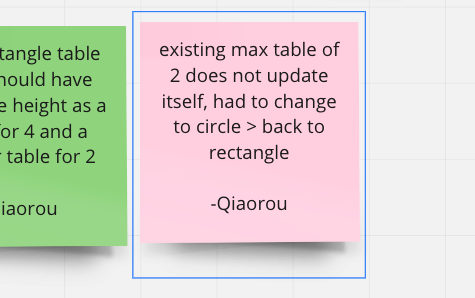 tangle table
hould have
e height as a
for 4 and a
table for 2
iaorou
existing max table of
2 does not update
itself, had to change
to circle > back to
rectangle
-Qiaorou